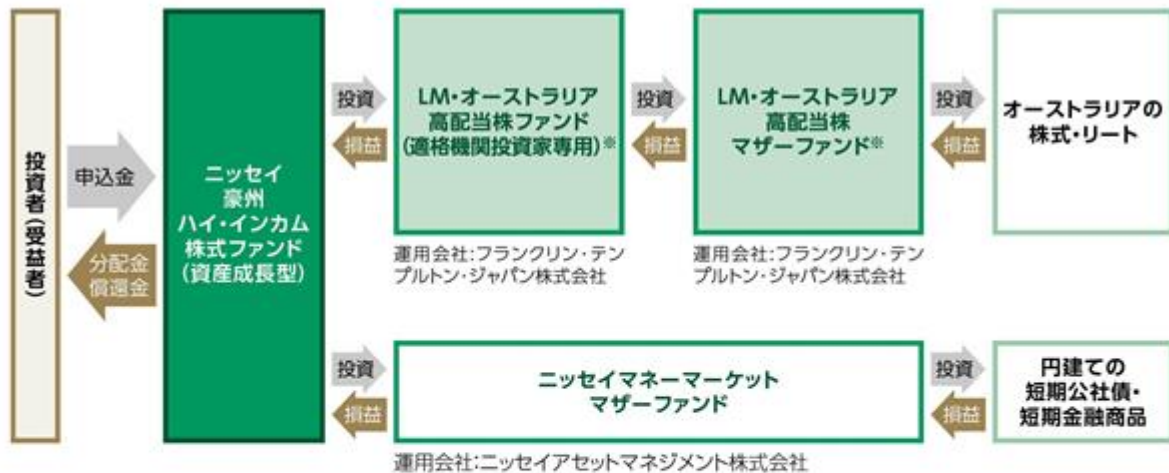 投資者(受益者)
申込金
分配金
償還金
ニッセイ
豪州
ハイ・インカム
株式ファンド
(資産成長型)
投資
損益
LM・オーストラリア
高配当株ファンド
(適格機関投資家専用)※
運用会社:フランクリン・テン
プルトン・ジャパン株式会社
投資
損益
LM・オーストラリア
高配当株
マザーファンド※
運用会社:フランクリン・テン
プルトン・ジャパン株式会社
投資
損益
オーストラリアの
株式・リート
投資
損益
ニッセイマネーマーケット
マザーファンド
運用会社:ニッセイアセットマネジメント株式会社
投資
損益
円建ての
短期公社債・
短期金融商品